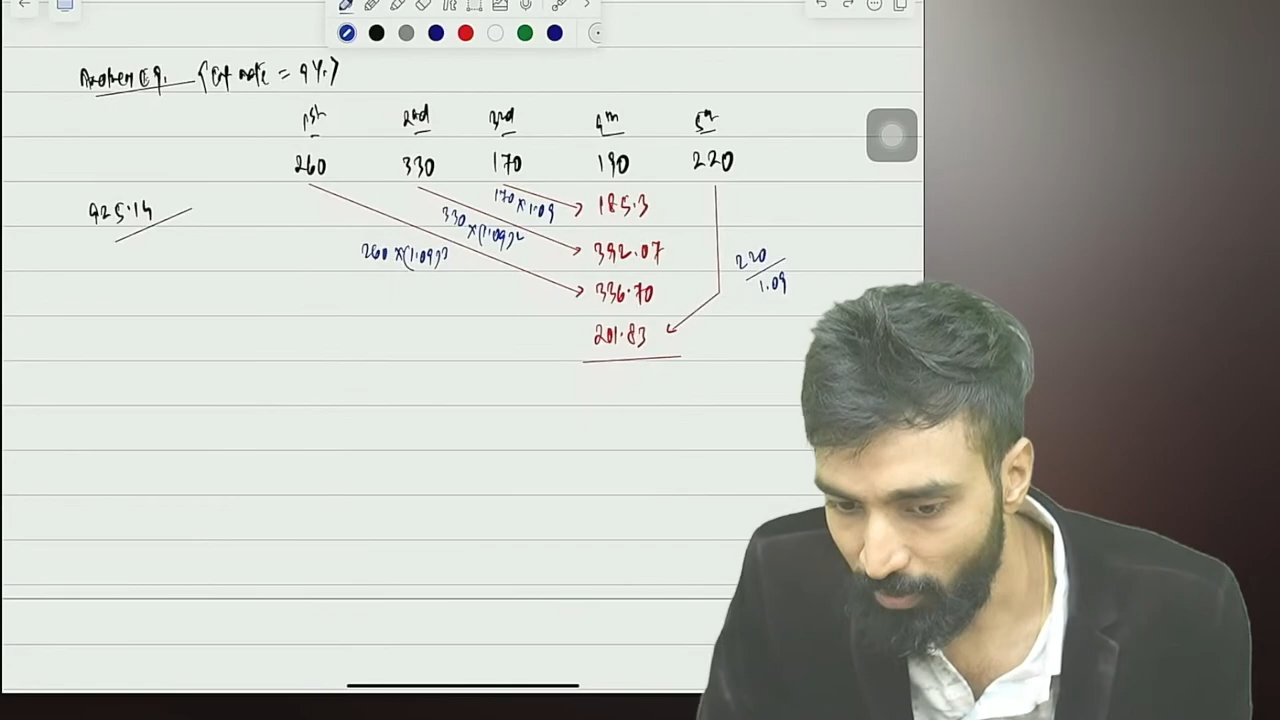 Another Eg. (Int rate = 9%)
1st 2nd 3rd 4th 5th
260 330 170 190 220
925.14
170 × 1.09 185.3
330 × (1.09)2 392.07
260 × (1.09)3 336.70
220/1.09 201.83